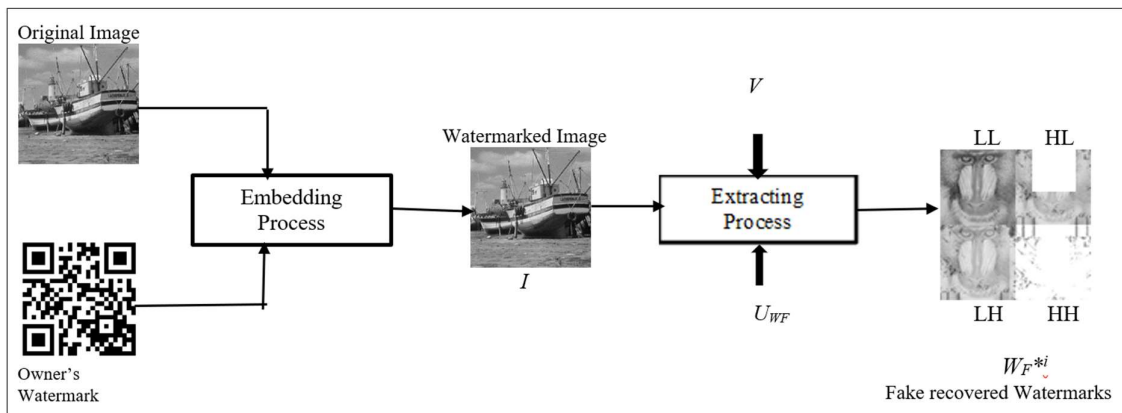 Original Image
Embedding
Process
Owner's
Watermark
Watermarked Image
I
V
Extracting
Process
U_WF
LL HL
LH HH
W_F*^i
Fake recovered Watermarks